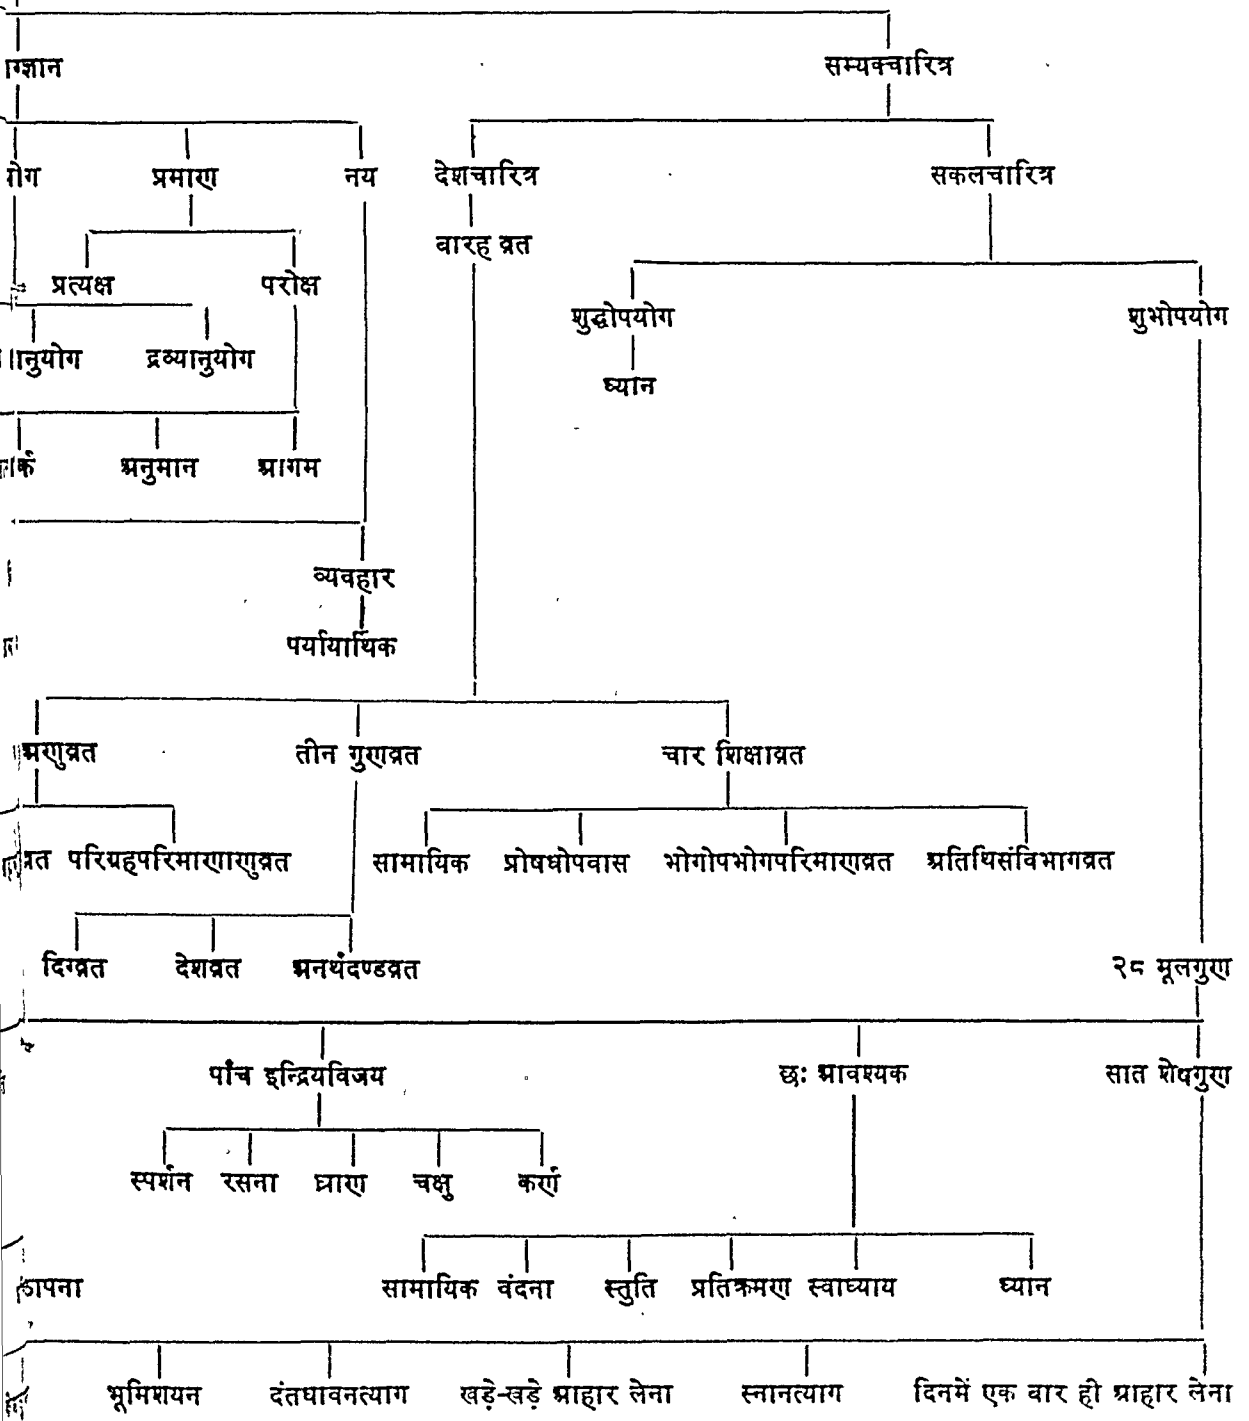 सम्यक्चारित्र
प्रमाण नय देशचारित्र सकलचारित्र
वारह व्रत
प्रत्यक्ष परोक्ष
शुद्धोपयोग शुभोपयोग
द्रव्यानुयोग
ध्यान
अनुमान आगम
व्यवहार
पर्यायार्थिक
अणुव्रत तीन गुणव्रत चार शिक्षाव्रत
व्रत परिग्रहपरिमाणाणुव्रत सामायिक प्रोषधोपवास भोगोपभोगपरिमाणव्रत अतिथिसंविभागव्रत
दिग्व्रत देशव्रत अनर्थदण्डव्रत २८ मूलगुण
पाँच इन्द्रियविजय छः आवश्यक सात शेषगुण
स्पर्शन रसना घ्राण चक्षु कर्ण
सामायिक वंदना स्तुति प्रतिक्रमण स्वाध्याय ध्यान
भूमिशयन दंतधावनत्याग खड़े-खड़े आहार लेना स्नानत्याग दिनमें एक वार ही आहार लेना